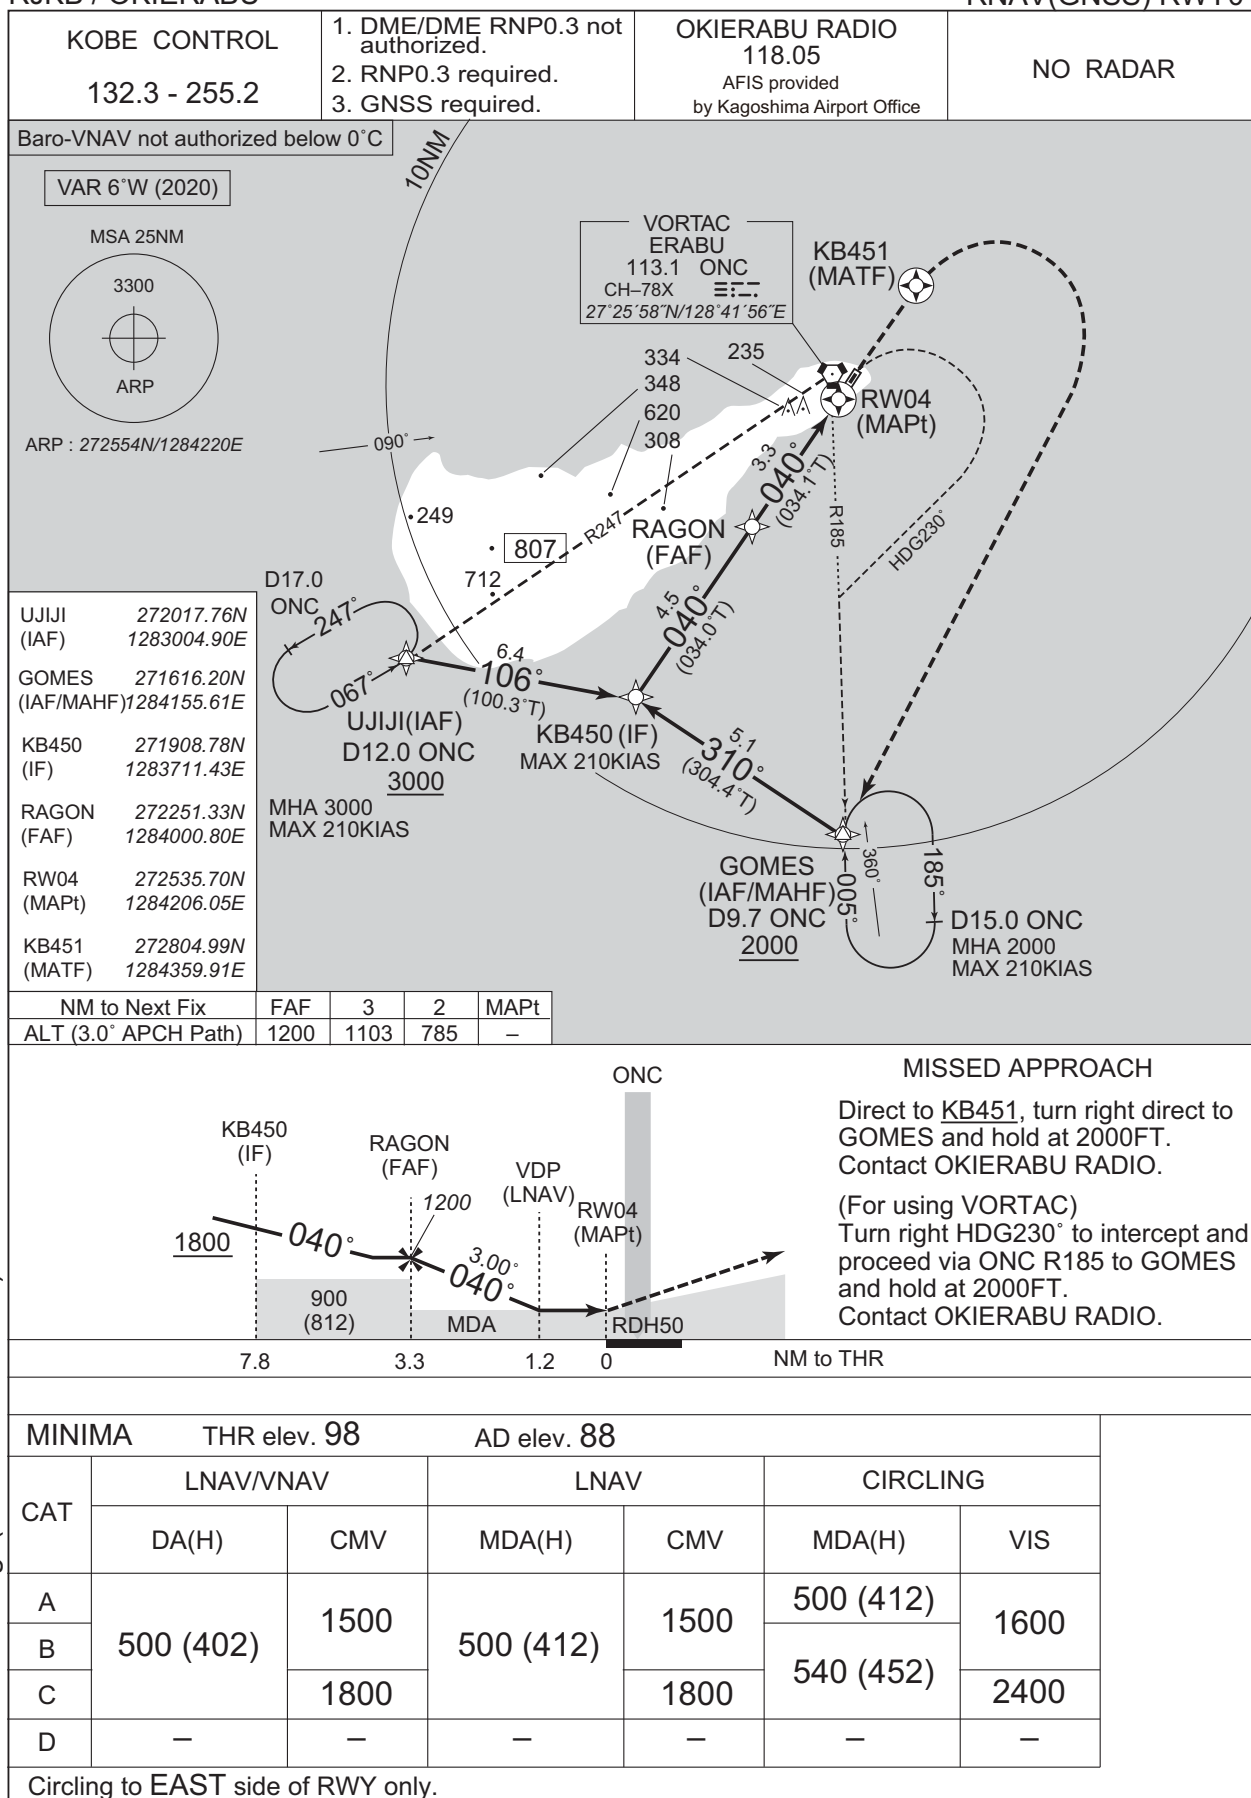 KOBE CONTROL
132.3 - 255.2
1. DME/DME RNP0.3 not
authorized.
2. RNP0.3 required.
3. GNSS required.
OKIERABU RADIO
118.05
AFIS provided
by Kagoshima Airport Office
NO RADAR
Baro-VNAV not authorized below 0˚C
VAR 6˚W (2020)
MSA 25NM
3300
ARP
ARP : 272554N/1284220E
10NM
VORTAC
ERABU
113.1 ONC
CH–78X
27˚25´58˝N/128˚41´56˝E
KB451
(MATF)
334
235
348
620
308
RW04
(MAPt)
090˚
249
807
712
R247
RAGON
(FAF)
3.3
040˚
(034.1˚T)
R185
HDG230˚
D17.0
ONC
247˚
067˚
UJIJI(IAF)
D12.0 ONC
3000
MHA 3000
MAX 210KIAS
6.4
106˚
(100.3˚T)
4.5
040˚
(034.0˚T)
KB450 (IF)
MAX 210KIAS
5.1
310˚
(304.4˚T)
GOMES
(IAF/MAHF)
D9.7 ONC
2000
005˚
360˚
185˚
D15.0 ONC
MHA 2000
MAX 210KIAS
UJIJI 272017.76N
(IAF) 1283004.90E
GOMES 271616.20N
(IAF/MAHF) 1284155.61E
KB450 271908.78N
(IF) 1283711.43E
RAGON 272251.33N
(FAF) 1284000.80E
RW04 272535.70N
(MAPt) 1284206.05E
KB451 272804.99N
(MATF) 1284359.91E
NM to Next Fix FAF 3 2 MAPt
ALT (3.0˚ APCH Path) 1200 1103 785 –
ONC
KB450
(IF)
RAGON
(FAF)
1200
VDP
(LNAV)
RW04
(MAPt)
1800
040˚
3.00˚
040˚
900
(812)
MDA
RDH50
7.8 3.3 1.2 0 NM to THR
MISSED APPROACH
Direct to KB451, turn right direct to
GOMES and hold at 2000FT.
Contact OKIERABU RADIO.
(For using VORTAC)
Turn right HDG230˚ to intercept and
proceed via ONC R185 to GOMES
and hold at 2000FT.
Contact OKIERABU RADIO.
MINIMA THR elev. 98 AD elev. 88
CAT LNAV/VNAV LNAV CIRCLING
DA(H) CMV MDA(H) CMV MDA(H) VIS
A 500 (402) 1500 500 (412) 1500 500 (412) 1600
B 540 (452)
C 1800 1800 2400
D – – – – – –
Circling to EAST side of RWY only.